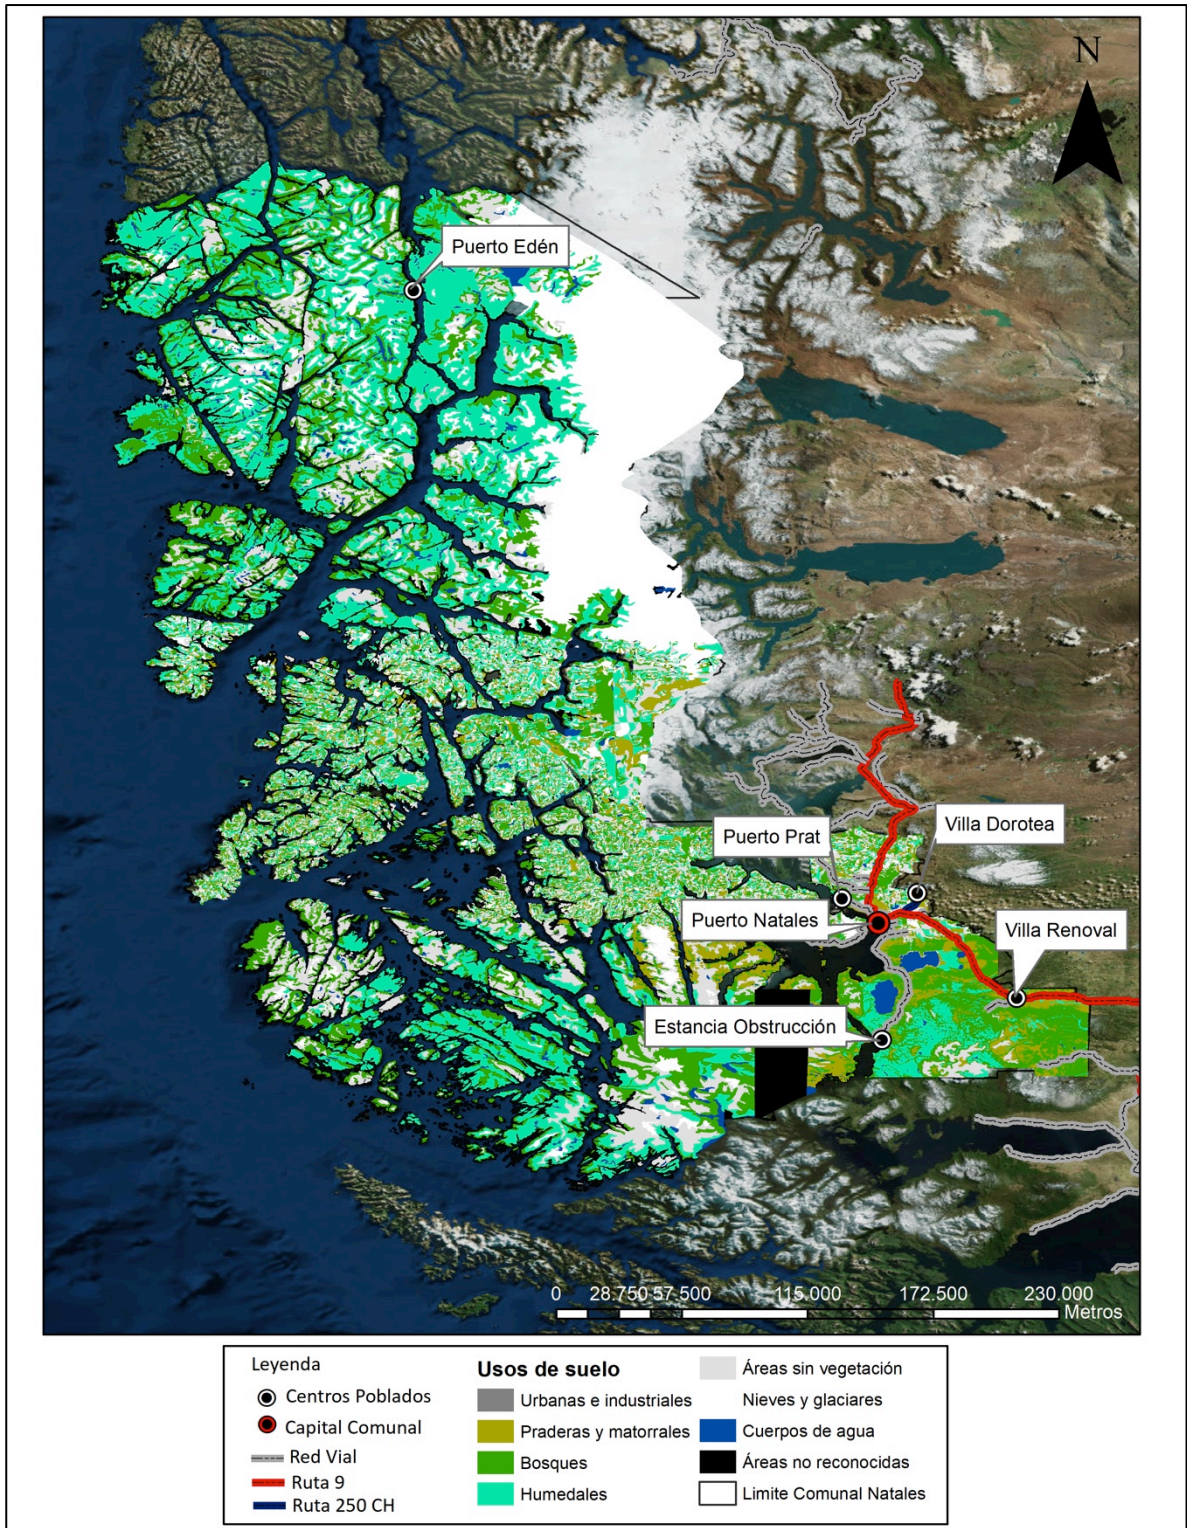 N
Puerto Edén
Villa Dorotea
Puerto Prat
Puerto Natales
Villa Renoval
Estancia Obstrucción
0 28.750 57.500 115.000 172.500 230.000
Metros
Leyenda
Centros Poblados
Capital Comunal
Red Vial
Ruta 9
Ruta 250 CH
Usos de suelo
Urbanas e industriales
Praderas y matorrales
Bosques
Humedales
Áreas sin vegetación
Nieves y glaciares
Cuerpos de agua
Áreas no reconocidas
Limite Comunal Natales